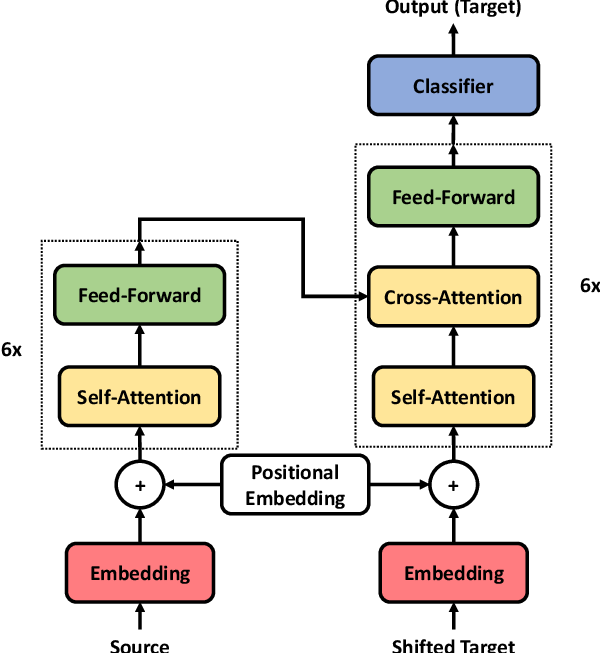 Output (Target)
Classifier
Feed-Forward
Cross-Attention
Self-Attention
6x
Feed-Forward
Self-Attention
6x
+
Positional
Embedding
+
Embedding
Embedding
Source
Shifted Target